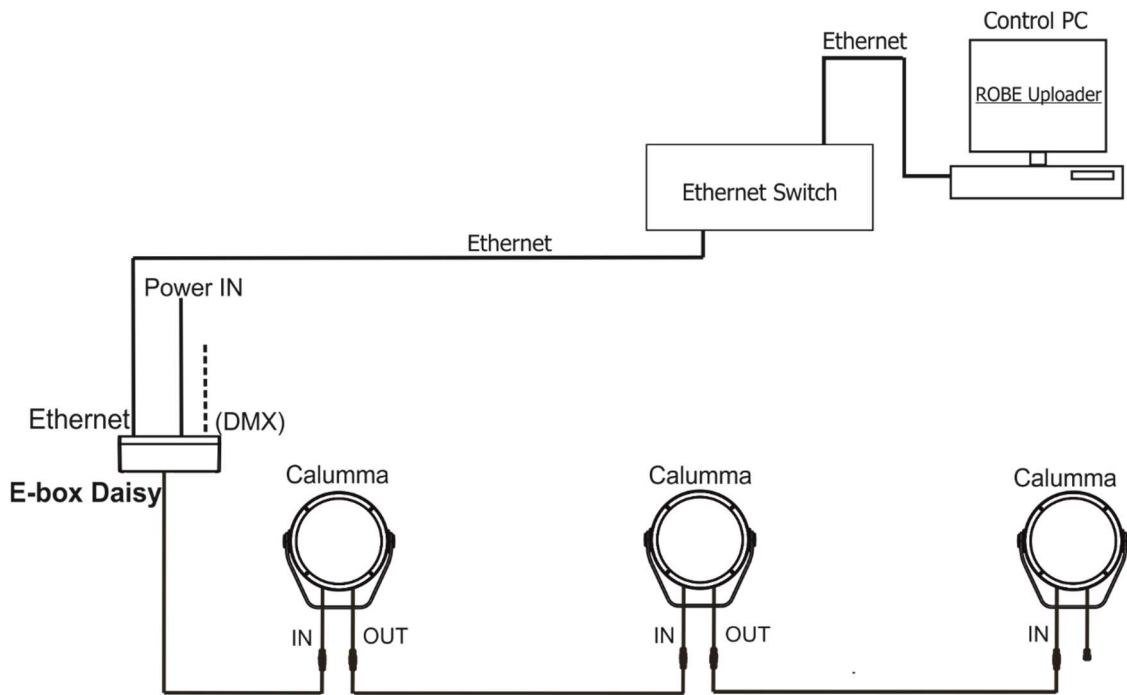 Control PC
Ethernet
ROBE Uploader
Ethernet Switch
Ethernet
Power IN
Ethernet
(DMX)
E-box Daisy
Calumma
Calumma
Calumma
IN
OUT
IN
OUT
IN